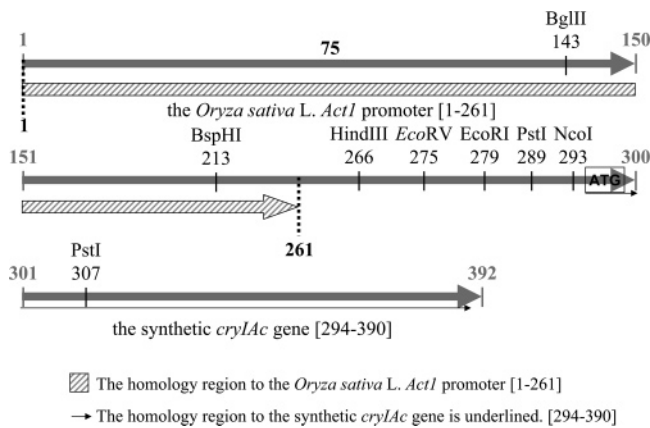 BglII
1 75 143 150
the Oryza sativa L. Act1 promoter [1-261]
1
BspHI HindIII EcoRV EcoRI PstI NcoI
151 213 266 275 279 289 293 300
ATG
261
PstI
301 307 392
the synthetic cryIAc gene [294-390]
The homology region to the Oryza sativa L. Act1 promoter [1-261]
The homology region to the synthetic cryIAc gene is underlined. [294-390]